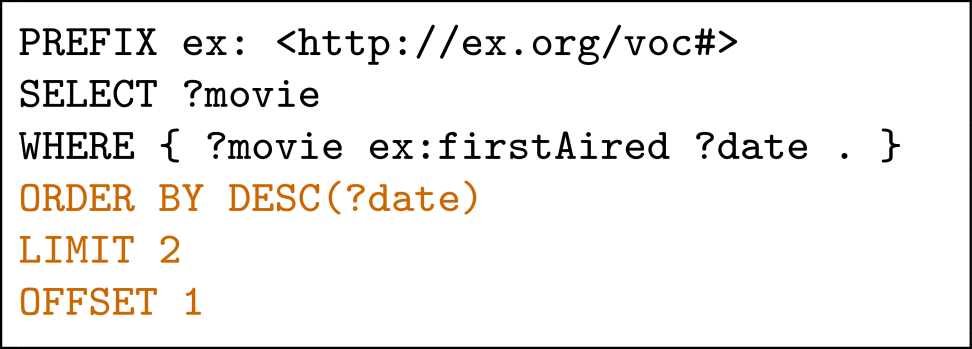 PREFIX ex: <http://ex.org/voc#>
SELECT ?movie
WHERE { ?movie ex:firstAired ?date . }
ORDER BY DESC(?date)
LIMIT 2
OFFSET 1